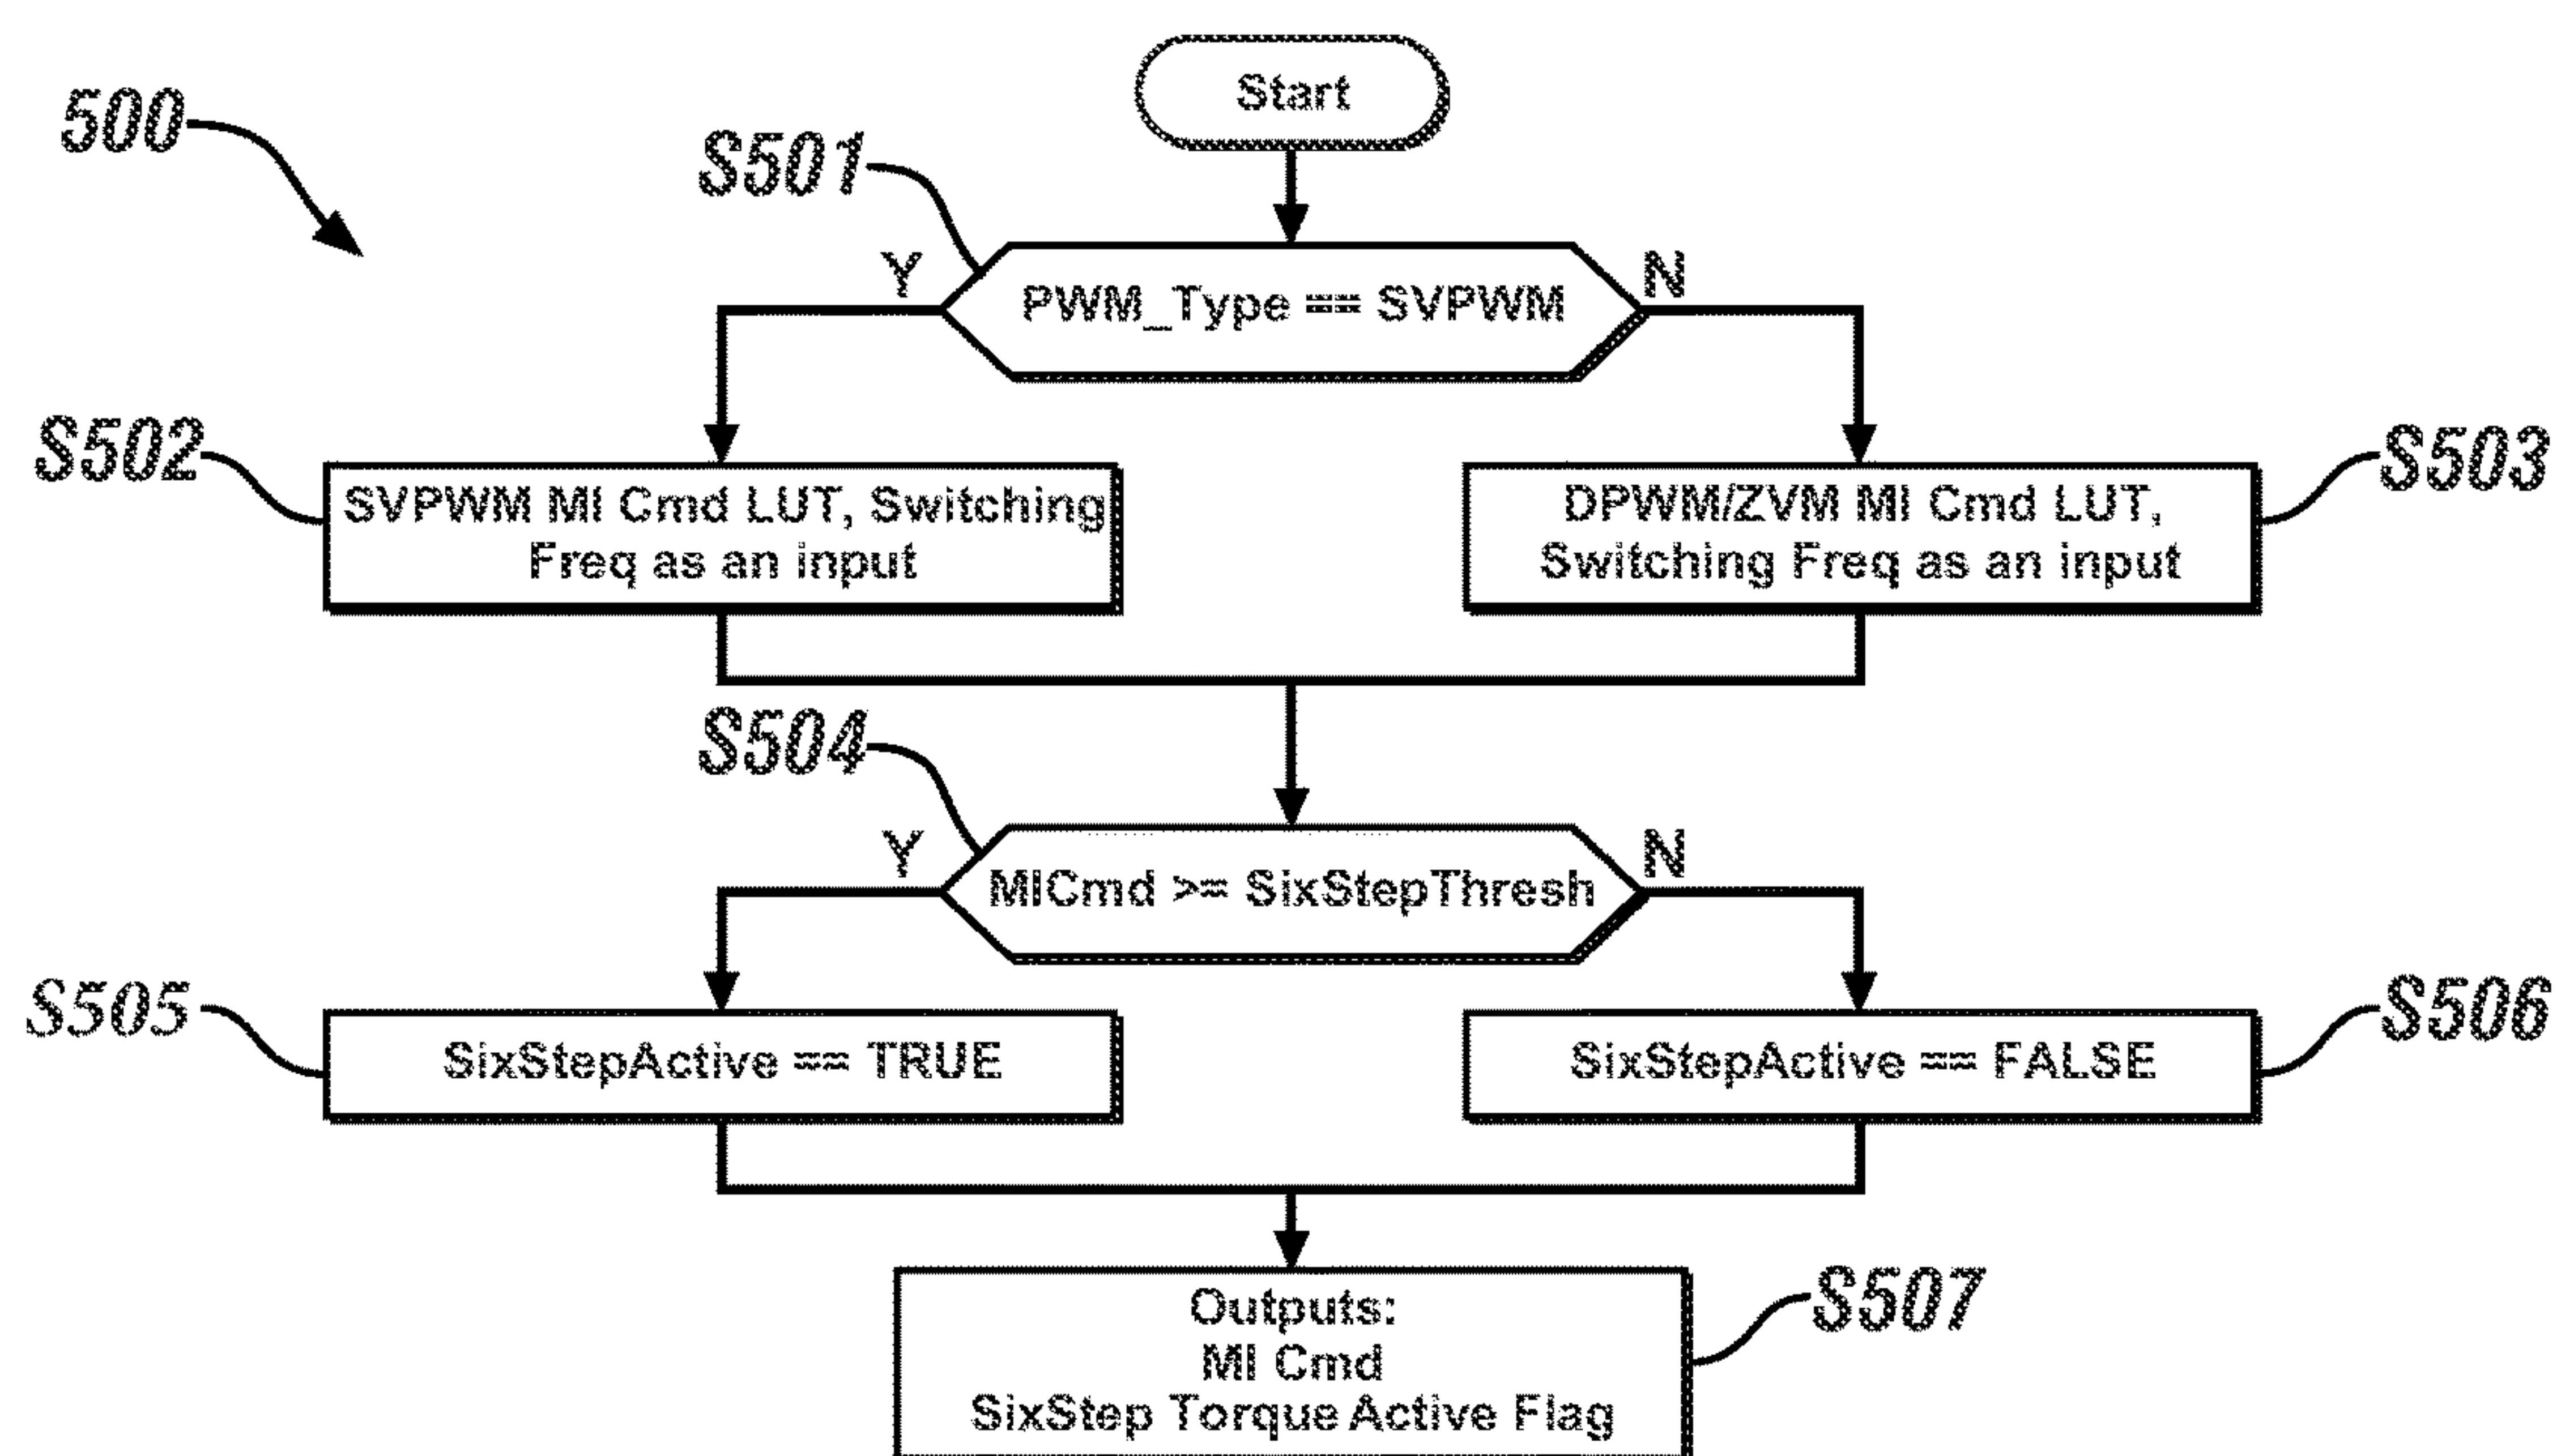 Start
500
S501
Y
N
PWM_Type == SVPWM
S502
SVPWM MI Cmd LUT, Switching
Freq as an input
DPWM/ZVM MI Cmd LUT,
Switching Freq as an input
S503
S504
Y
N
MICmd >= SixStepThresh
S505
SixStepActive == TRUE
SixStepActive == FALSE
S506
Outputs:
MI Cmd
SixStep Torque Active Flag
S507